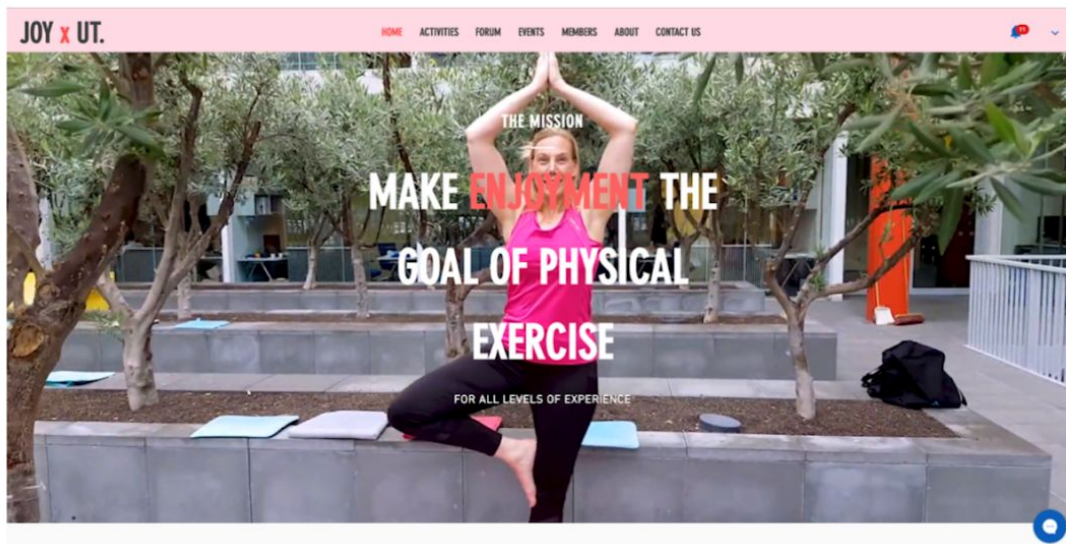 JOY x UT.
HOME ACTIVITIES FORUM EVENTS MEMBERS ABOUT CONTACT US
THE MISSION
MAKE ENJOYMENT THE
GOAL OF PHYSICAL
EXERCISE
FOR ALL LEVELS OF EXPERIENCE